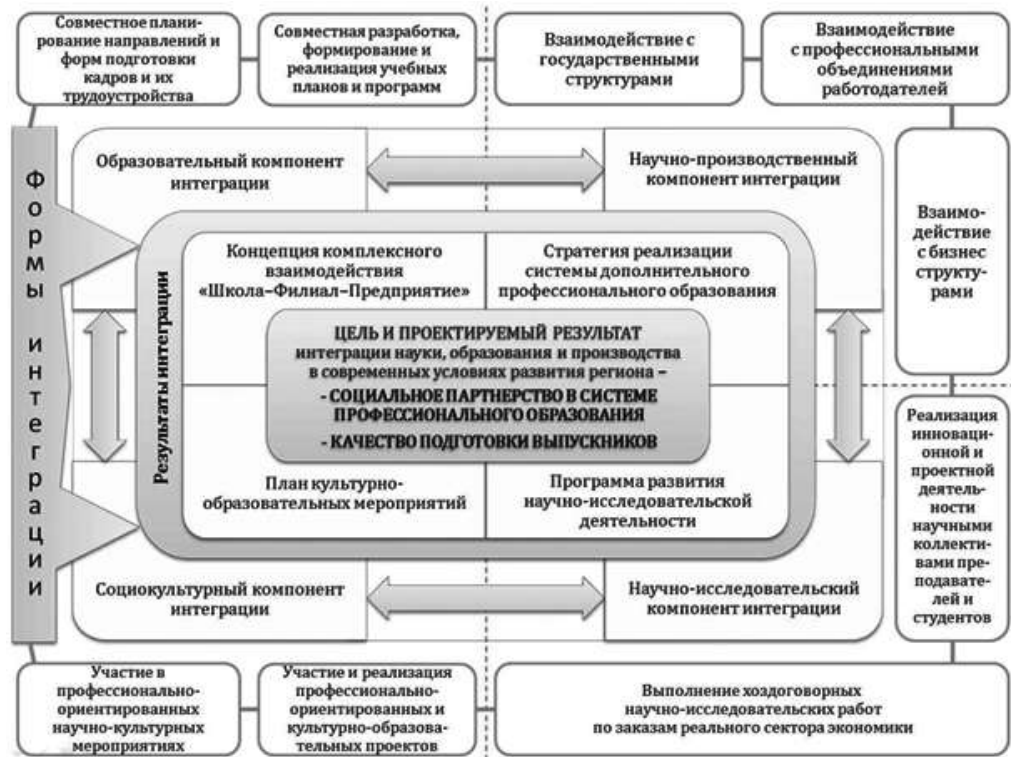 Совместное плани-
рование направлений и
форм подготовки
кадров и их
трудоустройства
Совместная разработка,
формирование и
реализация учебных
планов и программ
Взаимодействие с
государственными
структурами
Взаимодействие
с профессиональными
объединениями
работодателей
Формы интеграции
Образовательный компонент
интеграции
Научно-производственный
компонент интеграции
Взаимо-
действие
с бизнес
структу-
рами
Результаты интеграции
Концепция комплексного
взаимодействия
«Школа–Филиал–Предприятие»
Стратегия реализации
системы дополнительного
профессионального образования
ЦЕЛЬ И ПРОЕКТИРУЕМЫЙ РЕЗУЛЬТАТ
интеграции науки, образования и производства
в современных условиях развития региона –
- СОЦИАЛЬНОЕ ПАРТНЕРСТВО В СИСТЕМЕ
ПРОФЕССИОНАЛЬНОГО ОБРАЗОВАНИЯ
- КАЧЕСТВО ПОДГОТОВКИ ВЫПУСКНИКОВ
План культурно-
образовательных мероприятий
Программа развития
научно-исследовательской
деятельности
Реализация
инноваци-
онной и
проектной
деятель-
ности
научными
коллекти-
вами пре-
подавате-
лей и
студентов
Социокультурный компонент
интеграции
Научно-исследовательский
компонент интеграции
Участие в
профессионально-
ориентированных
научно-культурных
мероприятиях
Участие и реализация
профессионально-
ориентированных и
культурно-образова-
тельных проектов
Выполнение хоздоговорных
научно-исследовательских работ
по заказам реального сектора экономики